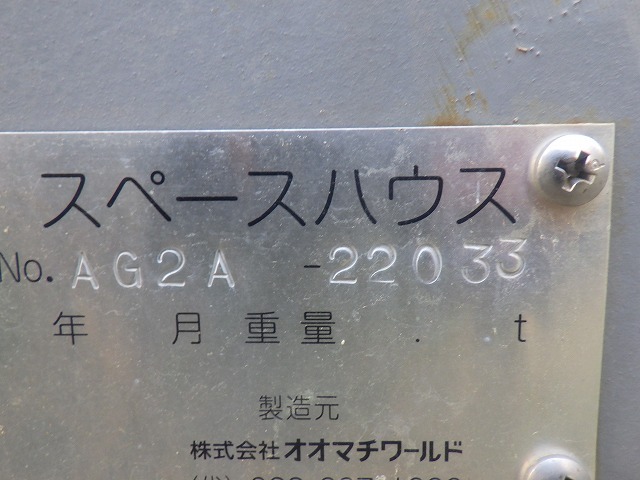 スペースハウス
No. AG2A -22033
年 月 重量 . t
製造元
株式会社 オオマチワールド